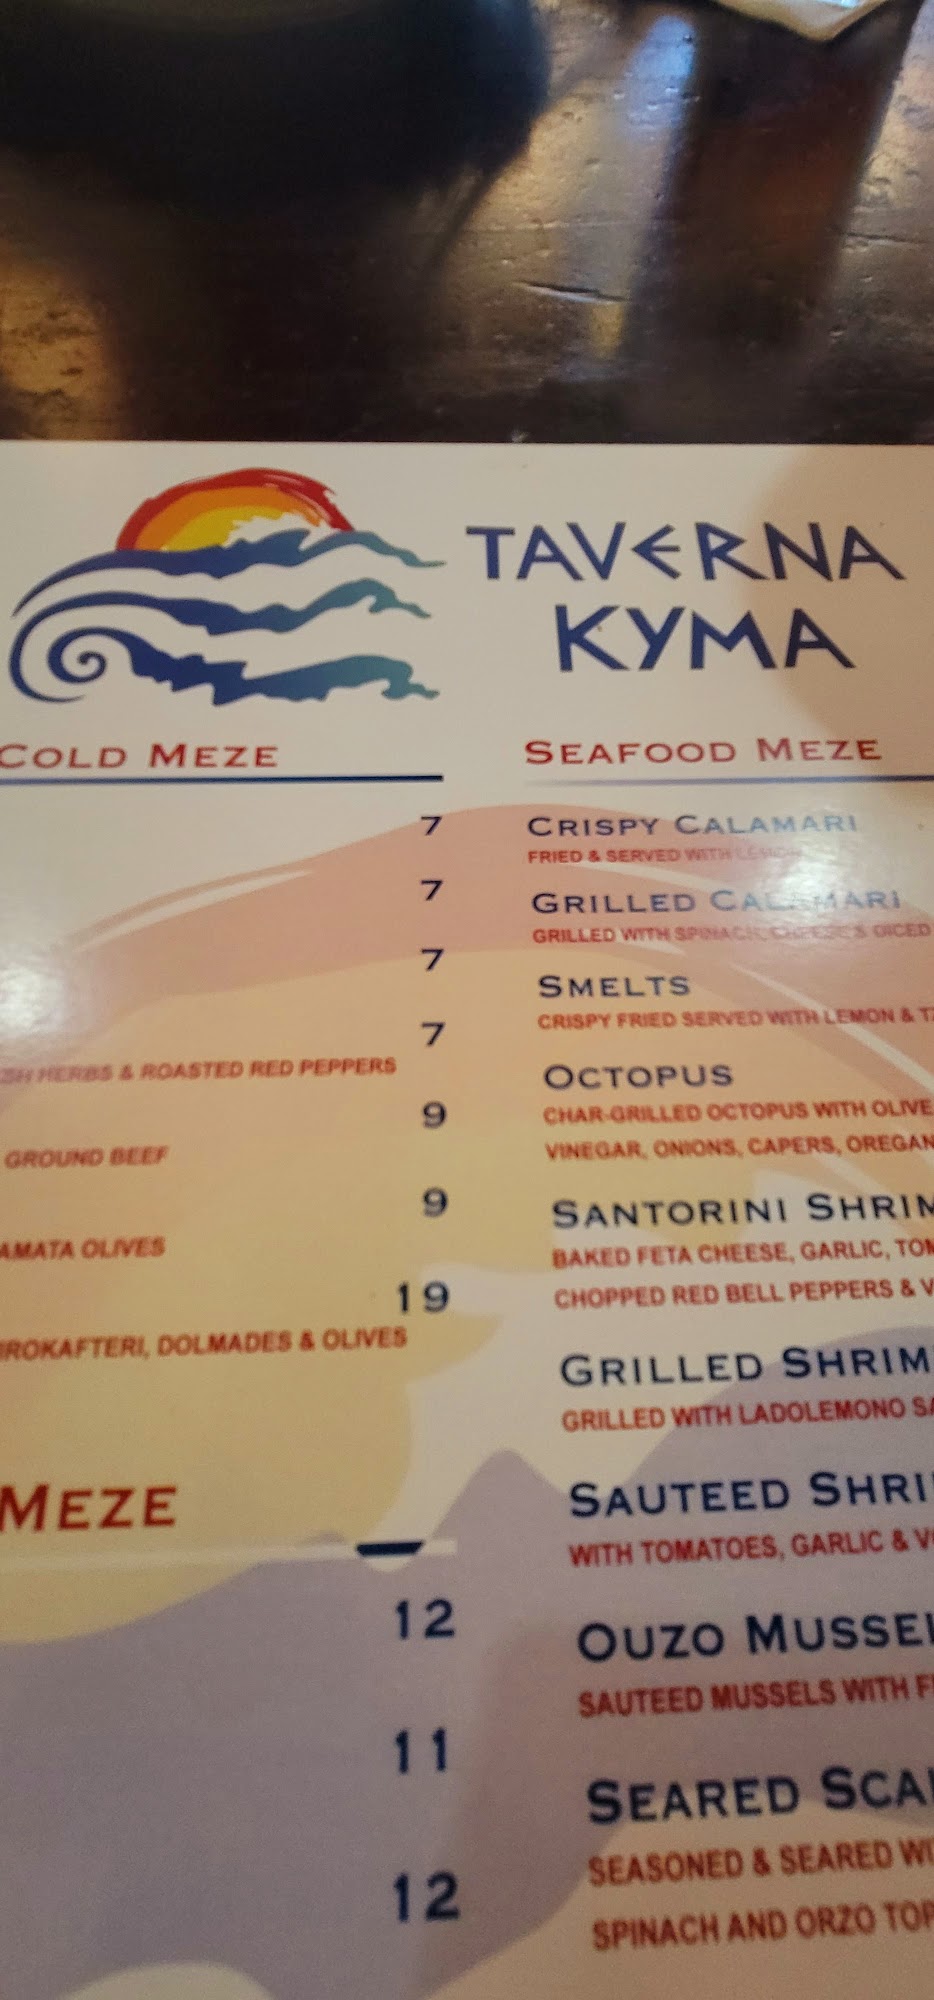 TAVERNA
KYMA
COLD MEZE
7
7
7
7
HERBS & ROASTED RED PEPPERS
9
GROUND BEEF
9
OLIVES
19
DOLMADES & OLIVES
MEZE
12
11
12
SEAFOOD MEZE
CRISPY CALAMARI
FRIED & SERVED WITH LEMON
GRILLED CALAMARI
GRILLED WITH SPINACH, CHEESE & DICED
SMELTS
CRISPY FRIED SERVED WITH LEMON &
OCTOPUS
CHAR-GRILLED OCTOPUS WITH OLIVE
VINEGAR, ONIONS, CAPERS,
SANTORINI
BAKED FETA CHEESE, GARLIC,
CHOPPED RED BELL PEPPERS &
GRILLED
GRILLED WITH LADOLEMONO
SAUTEED
WITH TOMATOES, GARLIC &
OUZO
SAUTEED MUSSELS WITH
SEARED
SEASONED & SEARED
SPINACH AND ORZO